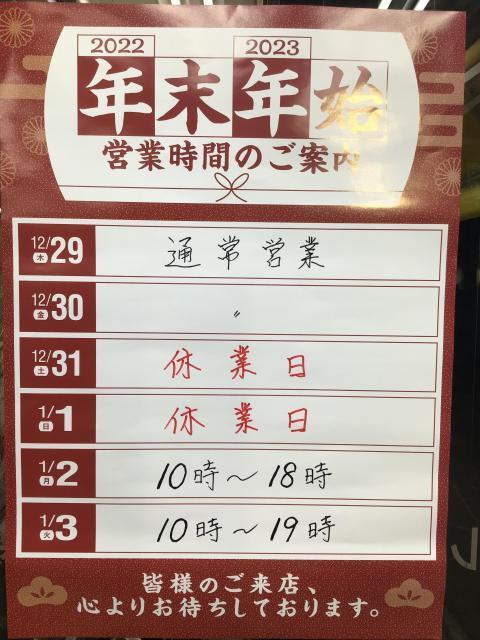 2022 2023
年末年始
営業時間のご案内
12/29 木 通常営業
12/30 金 〃
12/31 土 休業日
1/1 日 休業日
1/2 月 10時~18時
1/3 火 10時~19時
皆様のご来店、
心よりお待ちしております。